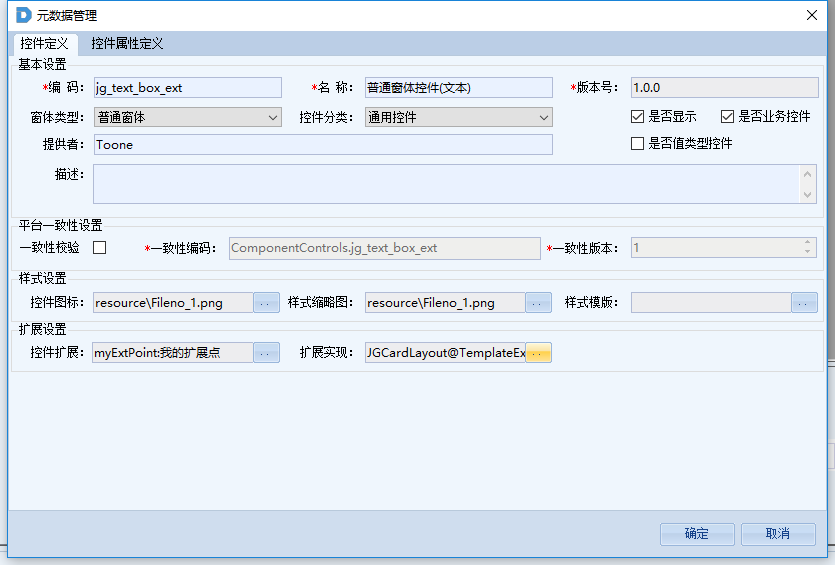 元数据管理
控件定义 控件属性定义
基本设置
*编 码: jg_text_box_ext *名 称: 普通窗体控件(文本) *版本号: 1.0.0
窗体类型: 普通窗体 控件分类: 通用控件 是否显示 是否业务控件
提供者: Toone 是否值类型控件
描述:
平台一致性设置
一致性校验 *一致性编码: ComponentControls.jg_text_box_ext *一致性版本: 1
样式设置
控件图标: resource\Fileno_1.png .. 样式缩略图: resource\Fileno_1.png .. 样式模版: ..
扩展设置
控件扩展: myExtPoint:我的扩展点 .. 扩展实现: JGCardLayout@TemplateEx ..
确定 取消